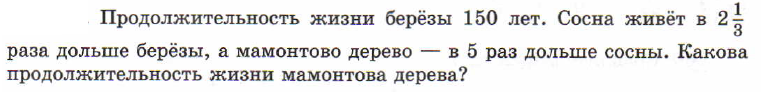 Продолжительность жизни берёзы 150 лет. Сосна живёт в 2 1/3
раза дольше берёзы, а мамонтово дерево — в 5 раз дольше сосны. Какова
продолжительность жизни мамонтова дерева?